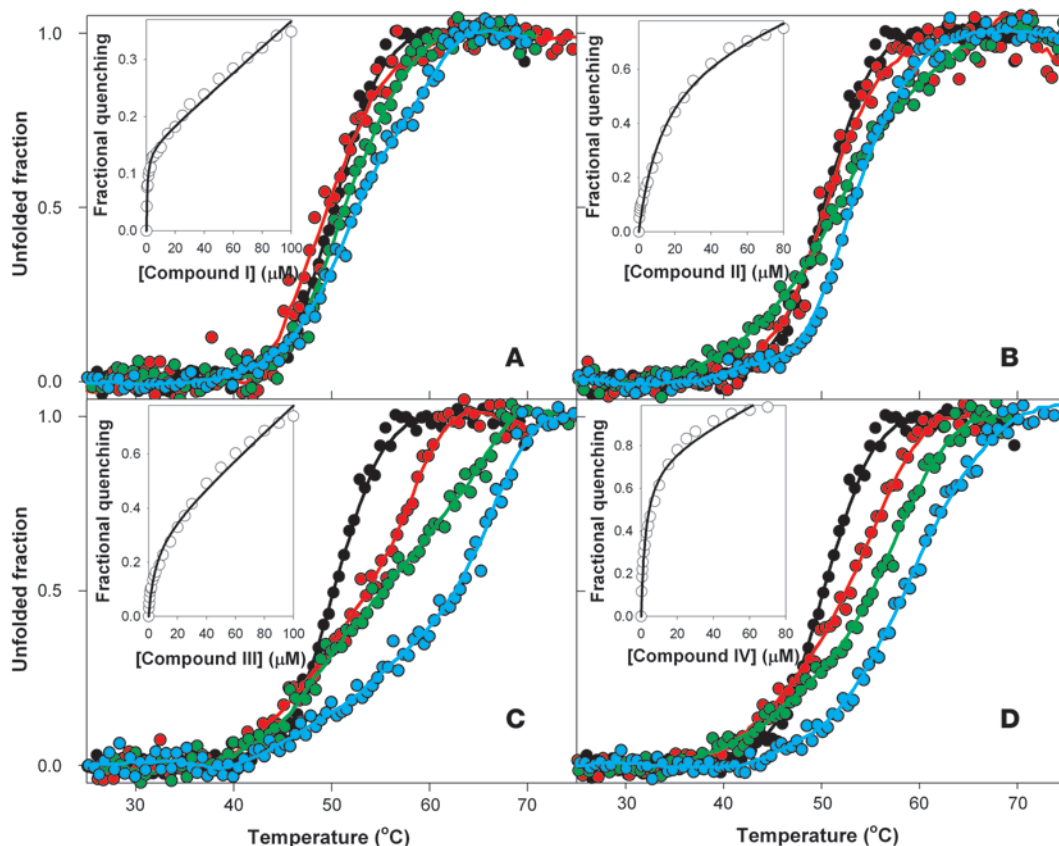 1.0
0.5
0.0
Unfolded fraction
0.3
0.2
0.1
0.0
Fractional quenching
0 20 40 60 80 100
[Compound I] (μM)
A
0.6
0.4
0.2
0.0
Fractional quenching
0 20 40 60 80
[Compound II] (μM)
B
1.0
0.5
0.0
Unfolded fraction
0.6
0.4
0.2
0.0
Fractional quenching
0 20 40 60 80 100
[Compound III] (μM)
C
0.8
0.6
0.4
0.2
0.0
Fractional quenching
0 20 40 60 80
[Compound IV] (μM)
D
30 40 50 60 70
Temperature (°C)
30 40 50 60 70
Temperature (°C)